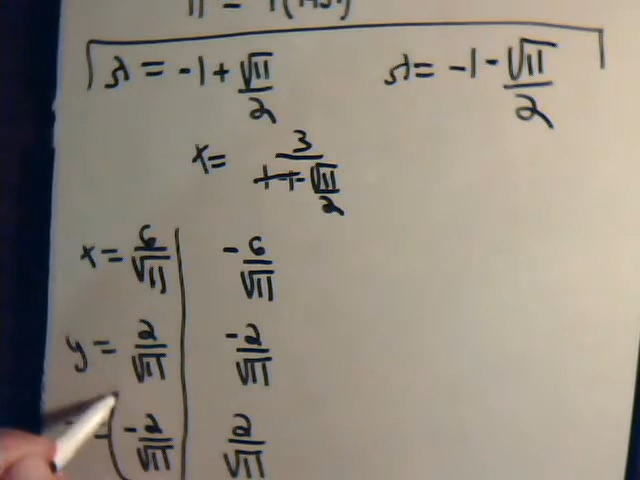 λ = -1 + √11/2 λ = -1 - √11/2
x = 3/(1 + -1 + √11/2)
x = 6/√11 -6/√11
y = 2/√11 -2/√11
-2/√11 2/√11